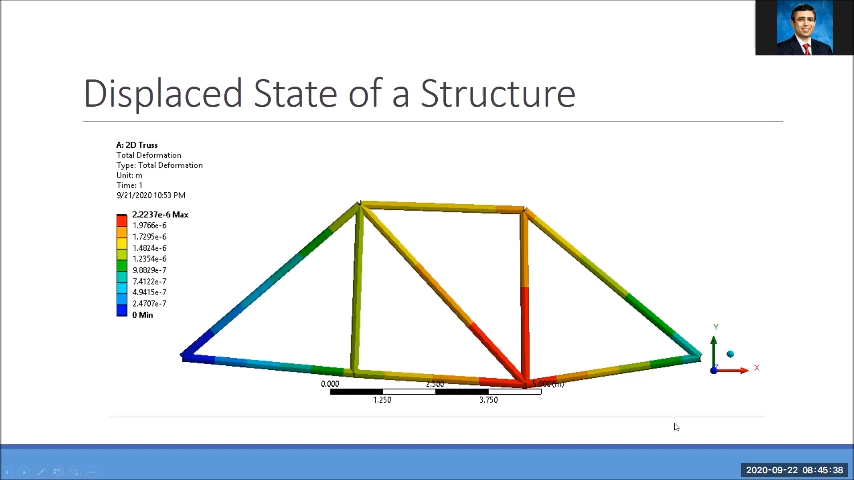 Displaced State of a Structure
A: 2D Truss
Total Deformation
Type: Total Deformation
Unit: m
Time: 1
9/21/2020 10:53 PM
2.2237e-6 Max
1.9766e-6
1.7295e-6
1.4824e-6
1.2354e-6
9.8829e-7
7.4122e-7
4.9415e-7
2.4707e-7
0 Min
Y
X
0.000
(m)
1.250
3.750
2020-09-22 08:45:38